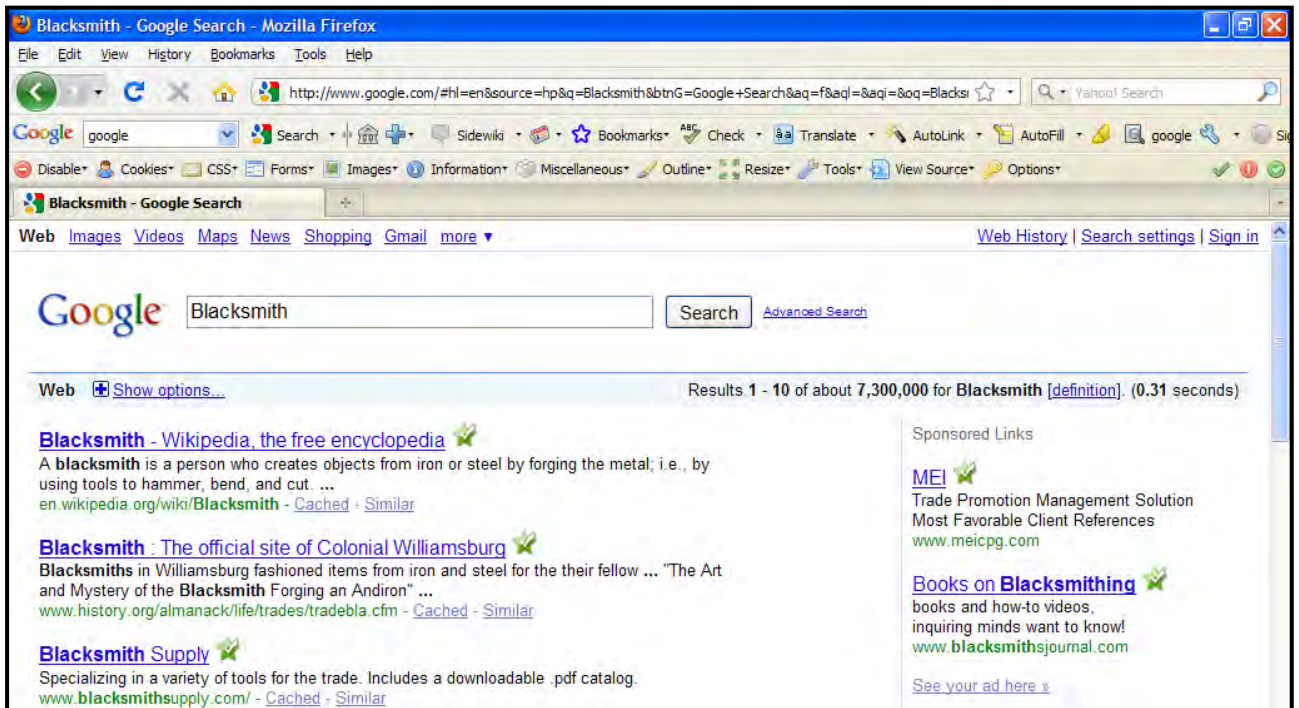 Blacksmith - Google Search - Mozilla Firefox
File Edit View History Bookmarks Tools Help
http://www.google.com/#hl=en&source=hp&q=Blacksmith&btnG=Google+Search&aq=f&aql=&aqi=&oq=Blacksı Yahoo! Search
Google google Search Sidewiki Bookmarks ABC Check âa Translate AutoLink AutoFill google Sig
Disable Cookies CSS Forms Images Information Miscellaneous Outline Resize Tools View Source Options
Blacksmith - Google Search
Web Images Videos Maps News Shopping Gmail more ▼ Web History | Search settings | Sign in
Google Blacksmith Search Advanced Search
Web Show options... Results 1 - 10 of about 7,300,000 for Blacksmith [definition]. (0.31 seconds)
Blacksmith - Wikipedia, the free encyclopedia
A blacksmith is a person who creates objects from iron or steel by forging the metal; i.e., by
using tools to hammer, bend, and cut. ...
en.wikipedia.org/wiki/Blacksmith - Cached - Similar
Blacksmith : The official site of Colonial Williamsburg
Blacksmiths in Williamsburg fashioned items from iron and steel for the their fellow ... "The Art
and Mystery of the Blacksmith Forging an Andiron" ...
www.history.org/almanack/life/trades/tradebla.cfm - Cached - Similar
Blacksmith Supply
Specializing in a variety of tools for the trade. Includes a downloadable .pdf catalog.
www.blacksmithsupply.com/ - Cached - Similar
Sponsored Links
MEI
Trade Promotion Management Solution
Most Favorable Client References
www.meicpg.com
Books on Blacksmithing
books and how-to videos,
inquiring minds want to know!
www.blacksmithsjournal.com
See your ad here »